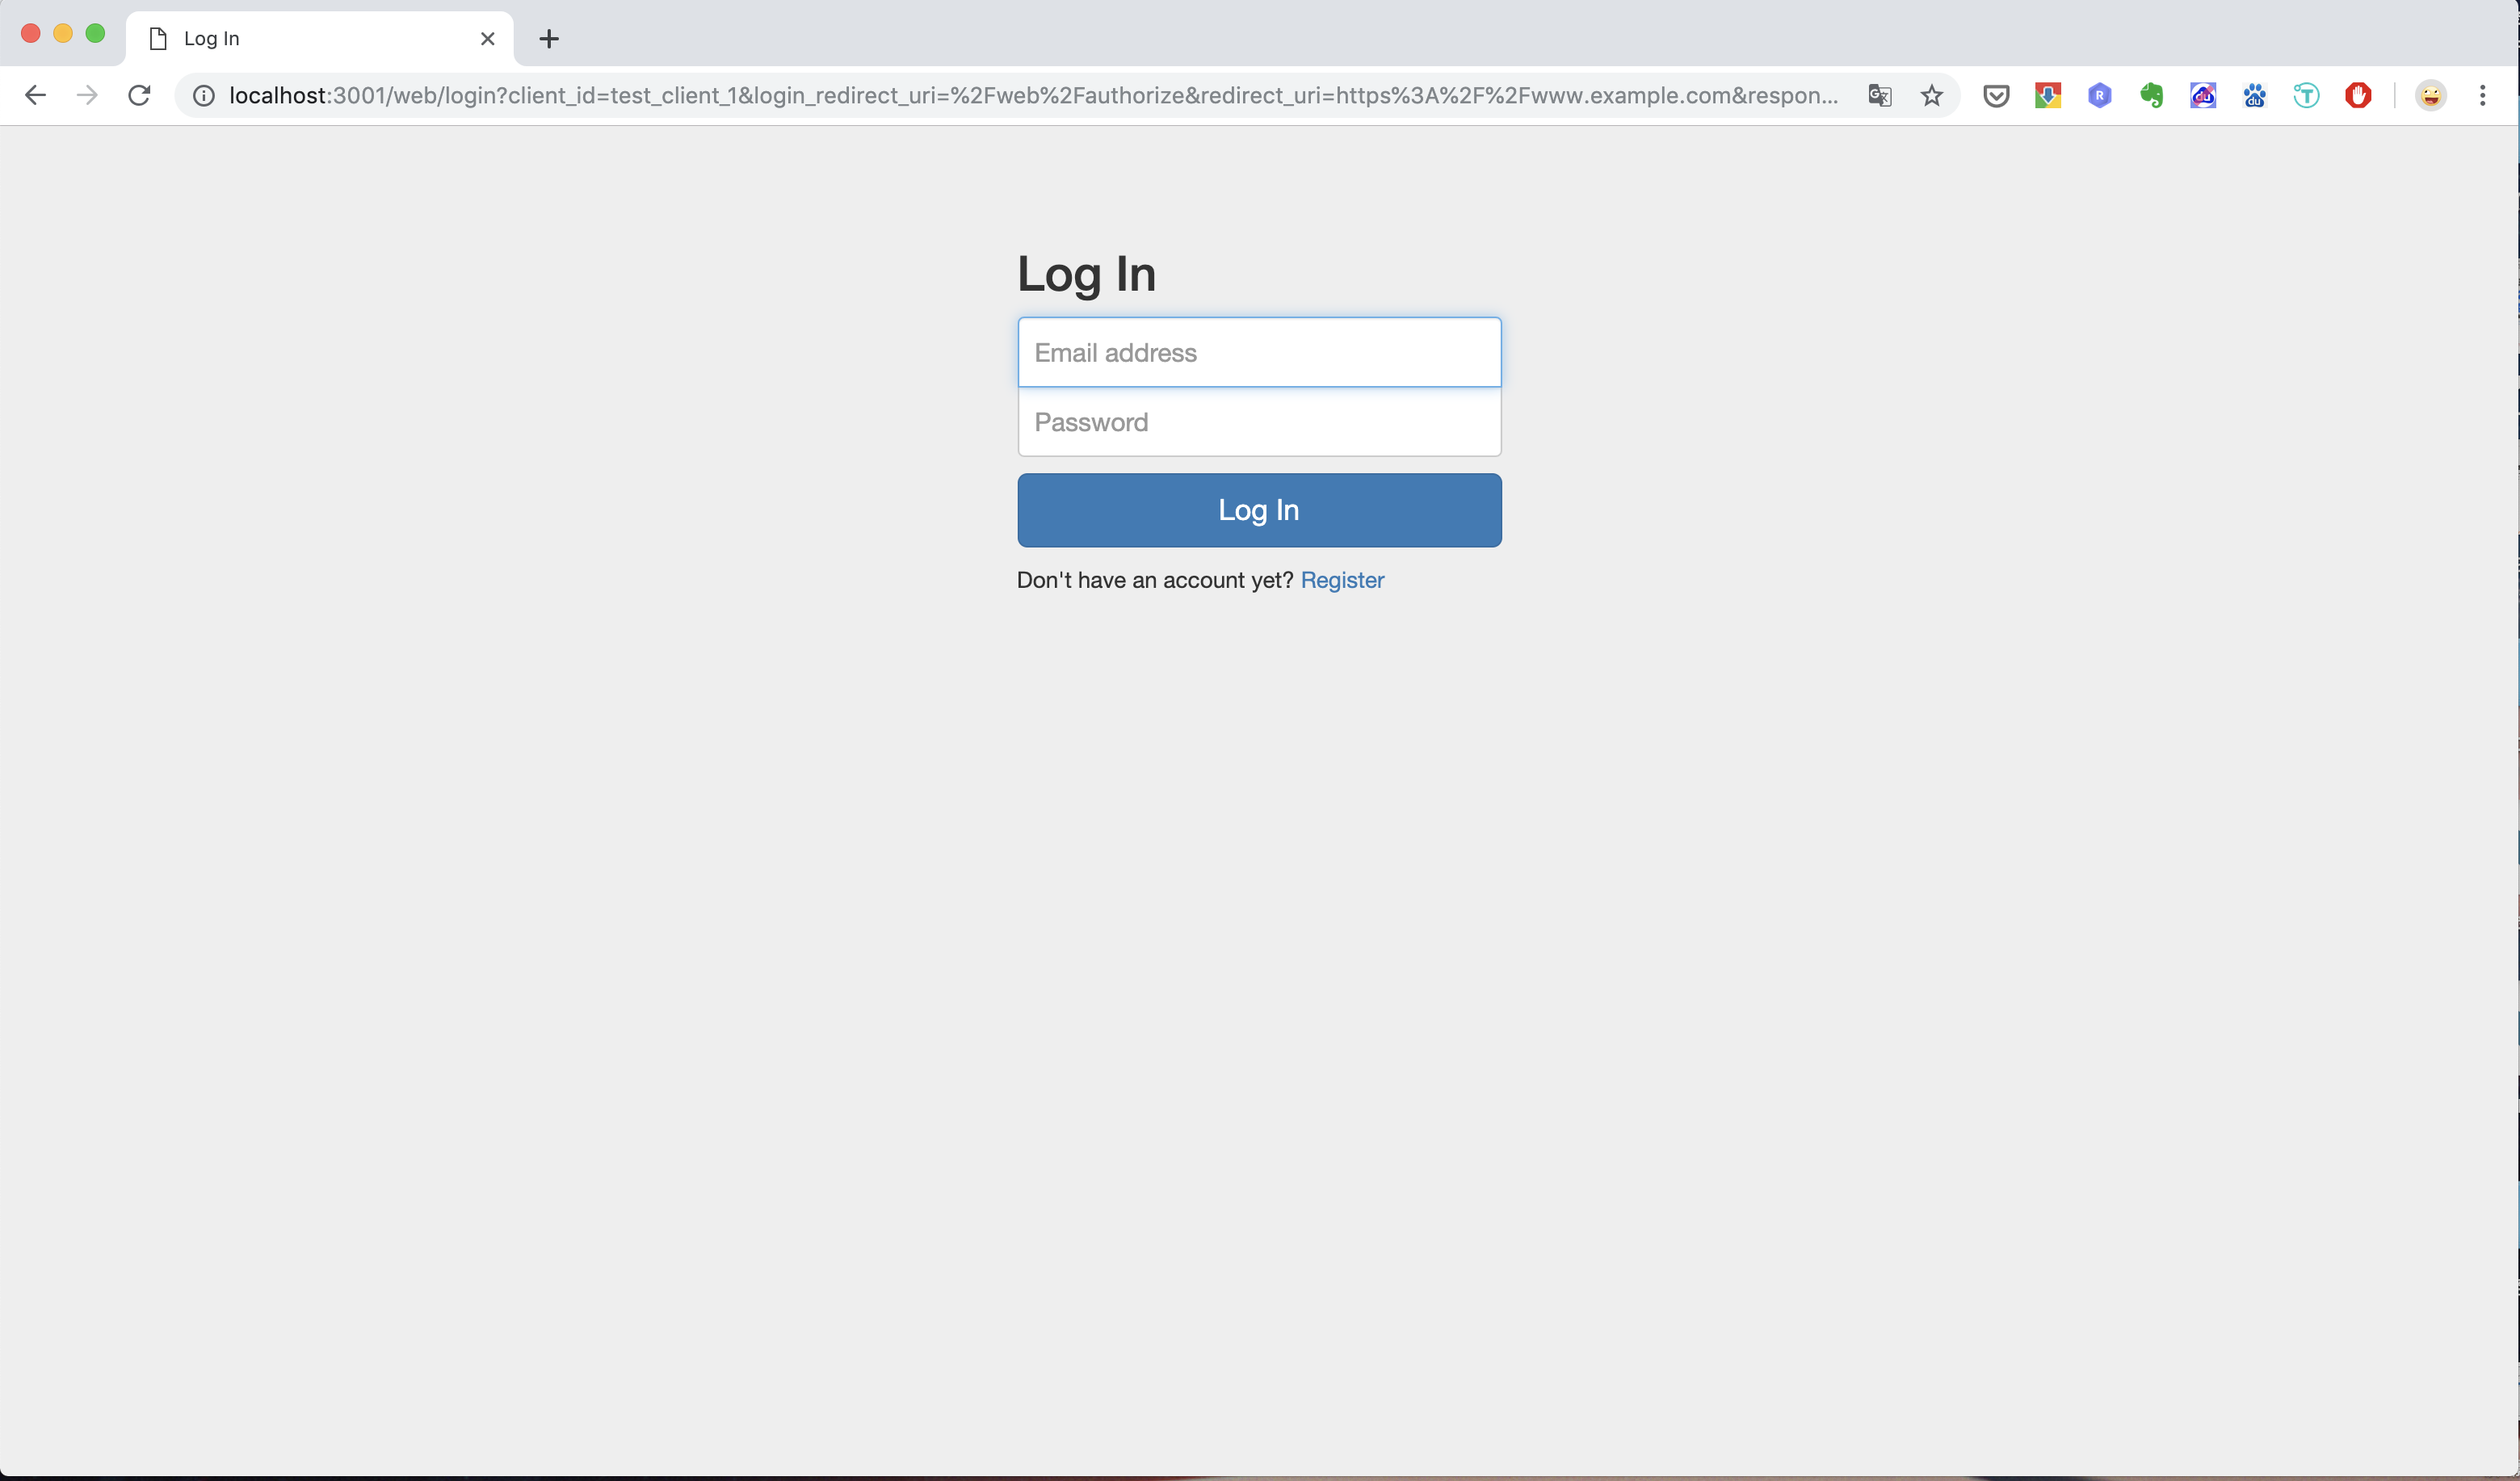 Log In
localhost:3001/web/login?client_id=test_client_1&login_redirect_uri=%2Fweb%2Fauthorize&redirect_uri=https%3A%2F%2Fwww.example.com&respon...
Log In
Email address
Password
Log In
Don't have an account yet? Register